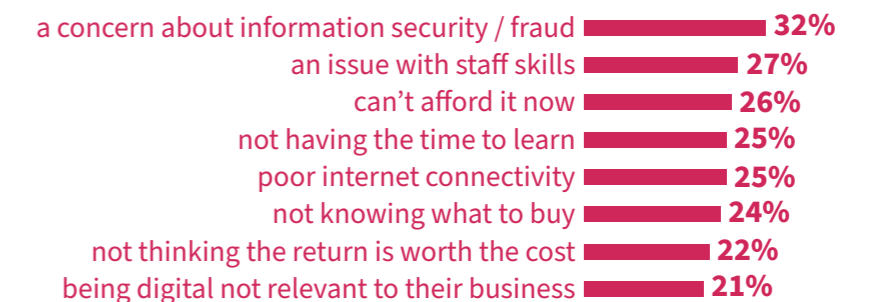 a concern about information security / fraud 32%
an issue with staff skills 27%
can't afford it now 26%
not having the time to learn 25%
poor internet connectivity 25%
not knowing what to buy 24%
not thinking the return is worth the cost 22%
being digital not relevant to their business 21%